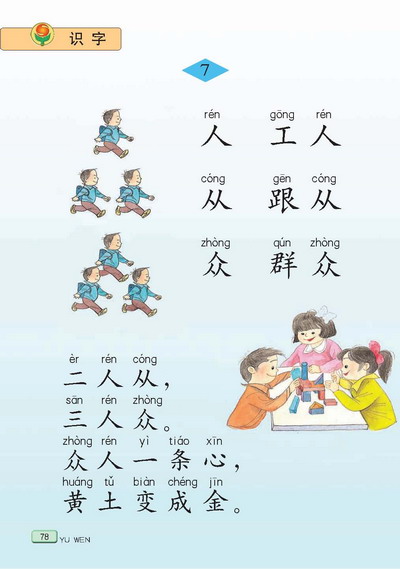 识字
7
rén gōng rén
人 工人
cóng gēn cóng
从 跟从
zhòng qún zhòng
众 群众
èr rén cóng
二人从，
sān rén zhòng
三人众。
zhòng rén yì tiáo xīn
众人一条心，
huáng tǔ biàn chéng jīn
黄土变成金。
78 YU WEN